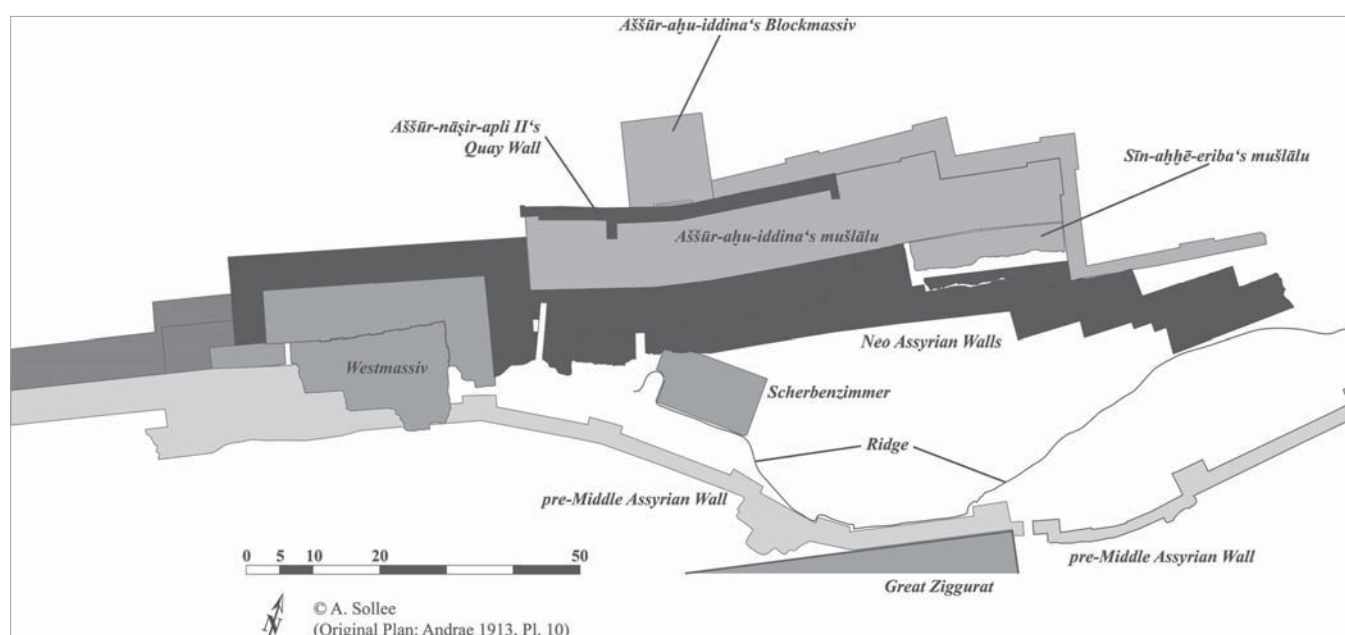 Aššūr-aḫu-iddina‘s Blockmassiv
Aššūr-nāṣir-apli II‘s
Quay Wall
Sīn-aḫḫē-eriba‘s mušlālu
Aššūr-aḫu-iddina‘s mušlālu
Neo Assyrian Walls
Westmassiv
Scherbenzimmer
Ridge
pre-Middle Assyrian Wall
pre-Middle Assyrian Wall
Great Ziggurat
0 5 10 20 50
N
© A. Sollee
(Original Plan: Andrae 1913, Pl. 10)